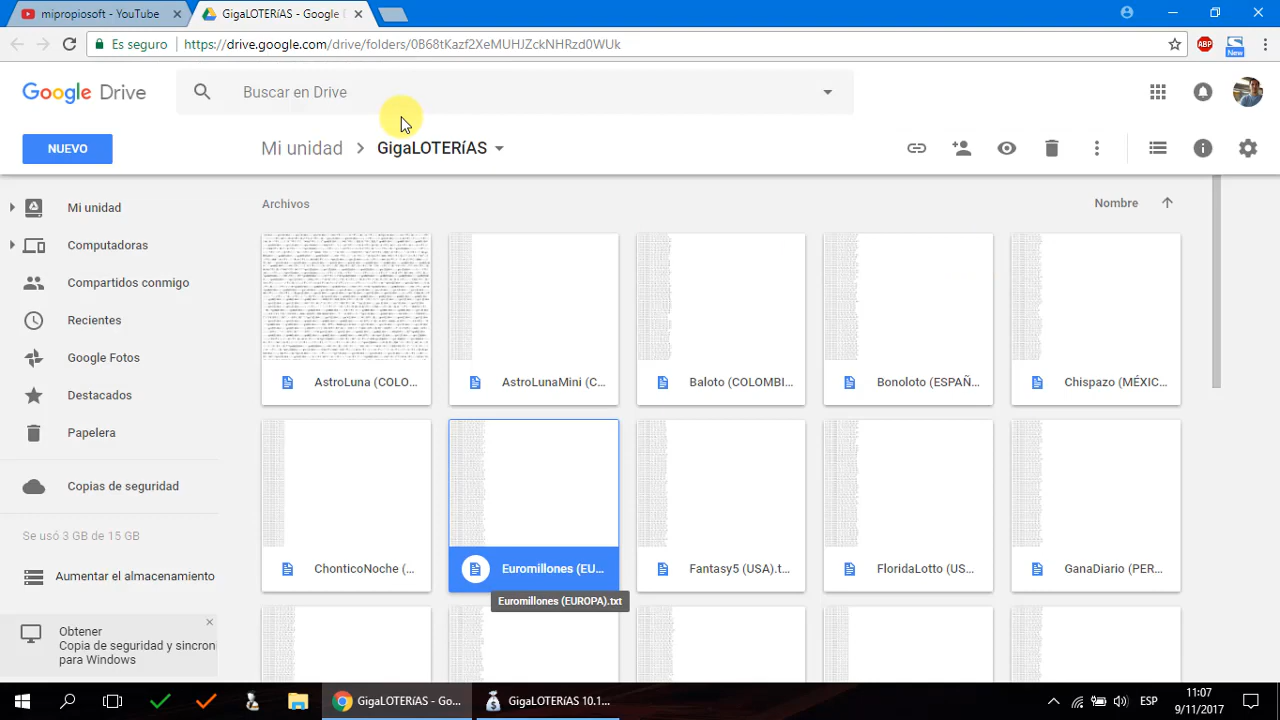 mipropiosoft - YouTube
GigaLOTERíAS - Google D
Es seguro
https://drive.google.com/drive/folders/
ABP
New
Google Drive
Buscar en Drive
NUEVO
Mi unidad
GigaLOTERíAS
Mi unidad
Computadoras
Compartidos conmigo
Recientes
Google Fotos
Destacados
Papelera
Copias de seguridad
Se usó 3 GB de 15 GB
Aumentar el almacenamiento
Obtener
Copia de seguridad y sincron
para Windows
Archivos
Nombre
AstroLuna (COLO...
AstroLunaMini (C...
Baloto (COLOMBI...
Bonoloto (ESPAÑ...
Chispazo (MÉXIC...
ChonticoNoche (...
Euromillones (EU...
Fantasy5 (USA).t...
FloridaLotto (US...
GanaDiario (PER...
Euromillones (EUROPA).txt
GigaLOTERíAS - Go...
GigaLOTERíAS 10.1...
ESP
11:07
9/11/2017